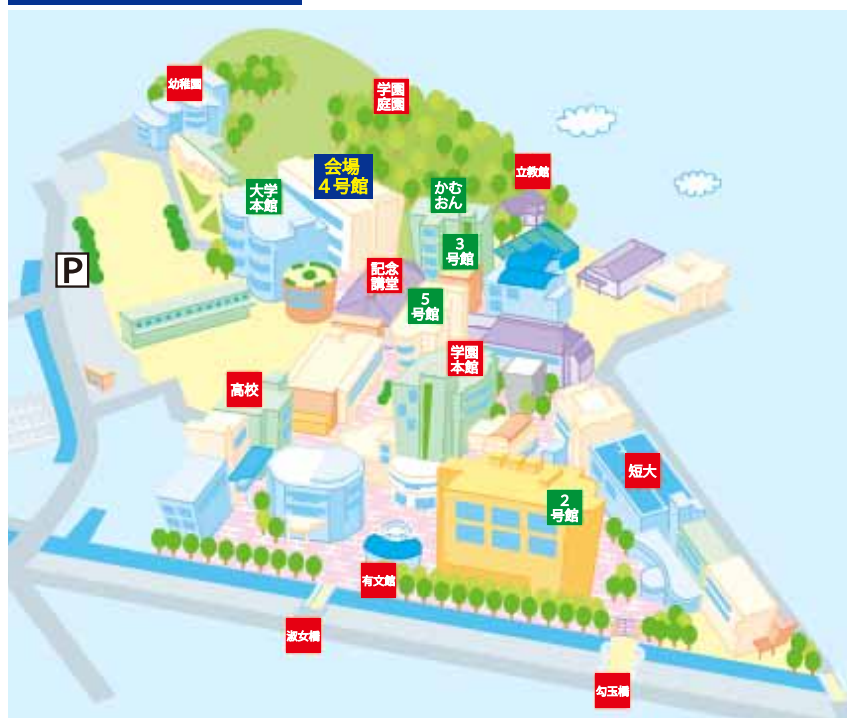 幼稚園
学園
庭園
会場
4号館
立教館
大学
本館
かむ
おん
3
号館
P
記念
講堂
5
号館
学園
本館
高校
短大
2
号館
有文館
淑女橋
勾玉橋